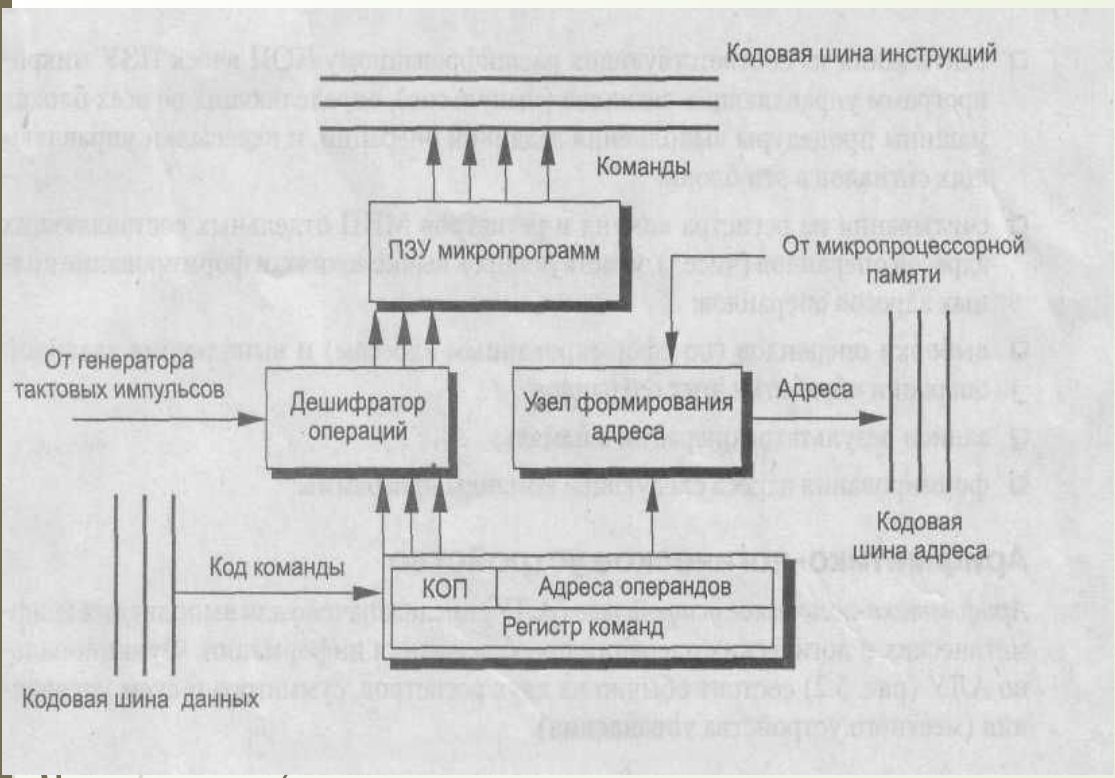 Кодовая шина инструкций
Команды
ПЗУ микропрограмм
От микропроцессорной
памяти
От генератора
тактовых импульсов
Дешифратор
операций
Узел формирования
адреса
Адреса
Кодовая
шина адреса
Код команды
КОП
Адреса операндов
Регистр команд
Кодовая шина данных